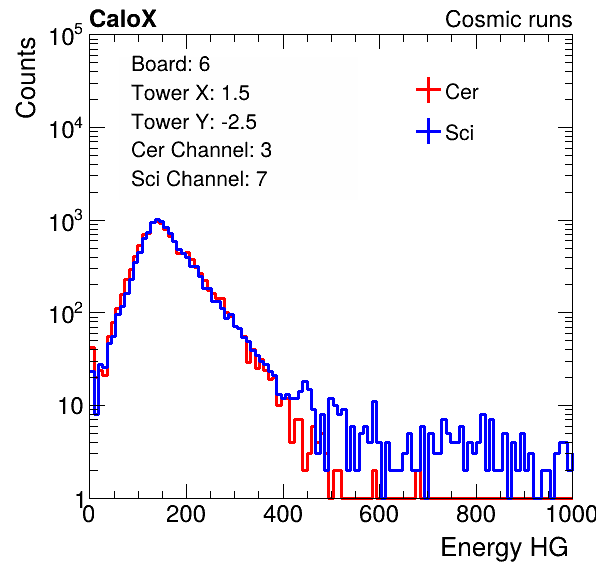 CaloX Cosmic runs
Counts
10^5
10^4
10^3
10^2
10
1
Board: 6
Tower X: 1.5
Tower Y: -2.5
Cer Channel: 3
Sci Channel: 7
Cer
Sci
0 200 400 600 800 1000
Energy HG